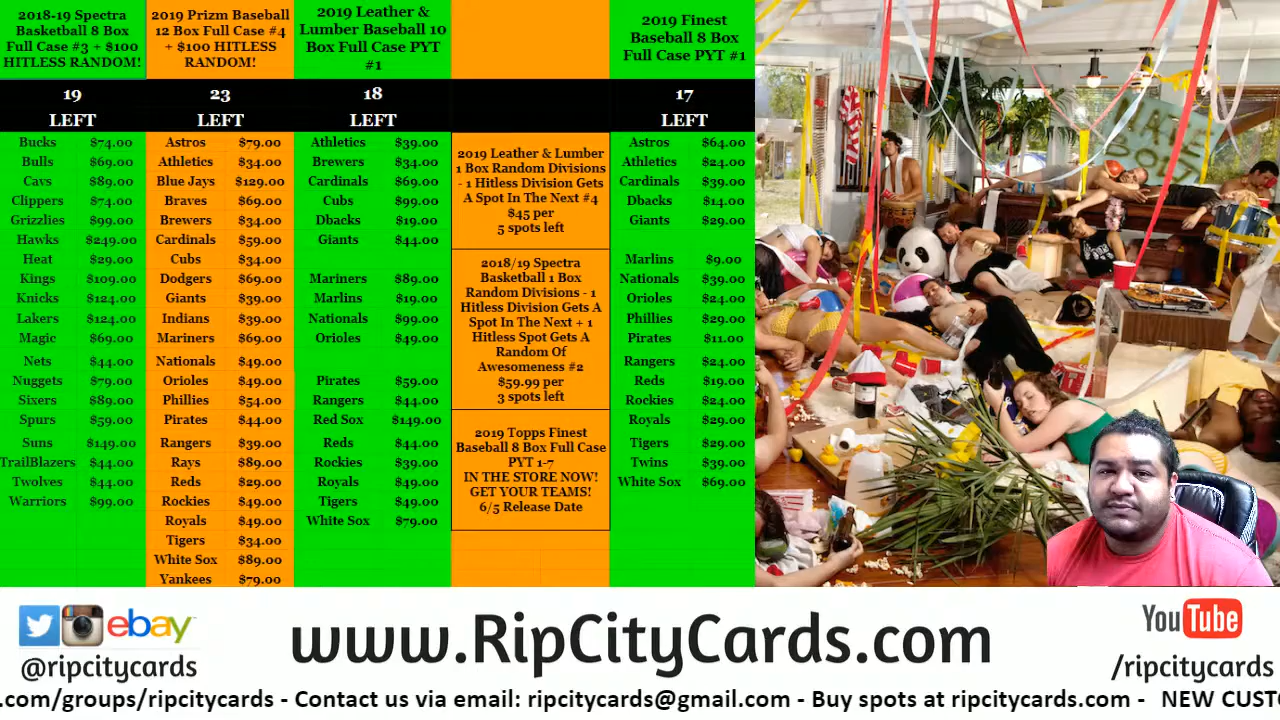 2018-19 Spectra
Basketball 8 Box
Full Case #3 + $100
HITLESS RANDOM!
19
LEFT
Bucks $74.00
Bulls $69.00
Cavs $89.00
Clippers $74.00
Grizzlies $99.00
Hawks $249.00
Heat $29.00
Kings $109.00
Knicks $124.00
Lakers $124.00
Magic $69.00
Nets $44.00
Nuggets $79.00
Sixers $89.00
Spurs $59.00
Suns $149.00
TrailBlazers $44.00
Twolves $44.00
Warriors $99.00
2019 Prizm Baseball
12 Box Full Case #4
+ $100 HITLESS
RANDOM!
23
LEFT
Astros $79.00
Athletics $34.00
Blue Jays $129.00
Braves $69.00
Brewers $34.00
Cardinals $59.00
Cubs $34.00
Dodgers $69.00
Giants $39.00
Indians $39.00
Mariners $69.00
Nationals $49.00
Orioles $49.00
Phillies $54.00
Pirates $44.00
Rangers $39.00
Rays $89.00
Reds $29.00
Rockies $49.00
Royals $49.00
Tigers $34.00
White Sox $89.00
Yankees $79.00
2019 Leather &
Lumber Baseball 10
Box Full Case PYT
#1
18
LEFT
Athletics $39.00
Brewers $34.00
Cardinals $69.00
Cubs $99.00
Dbacks $19.00
Giants $44.00
Mariners $89.00
Marlins $19.00
Nationals $99.00
Orioles $49.00
Pirates $59.00
Rangers $44.00
Red Sox $149.00
Reds $44.00
Rockies $39.00
Royals $49.00
Tigers $49.00
White Sox $79.00
2019 Leather & Lumber
1 Box Random Divisions
- 1 Hitless Division Gets
A Spot In The Next #4
$45 per
5 spots left
2018/19 Spectra
Basketball 1 Box
Random Divisions - 1
Hitless Division Gets A
Spot In The Next + 1
Hitless Spot Gets A
Random Of
Awesomeness #2
$59.99 per
3 spots left
2019 Topps Finest
Baseball 8 Box Full Case
PYT 1-7
IN THE STORE NOW!
GET YOUR TEAMS!
6/5 Release Date
2019 Finest
Baseball 8 Box
Full Case PYT #1
17
LEFT
Astros $64.00
Athletics $24.00
Cardinals $39.00
Dbacks $14.00
Giants $29.00
Marlins $9.00
Nationals $39.00
Orioles $24.00
Phillies $29.00
Pirates $11.00
Rangers $24.00
Reds $19.00
Rockies $24.00
Royals $29.00
Tigers $29.00
Twins $39.00
White Sox $69.00
ebay
@ripcitycards
www.RipCityCards.com
YouTube
/ripcitycards
.com/groups/ripcitycards - Contact us via email: ripcitycards@gmail.com - Buy spots at ripcitycards.com - NEW CUST